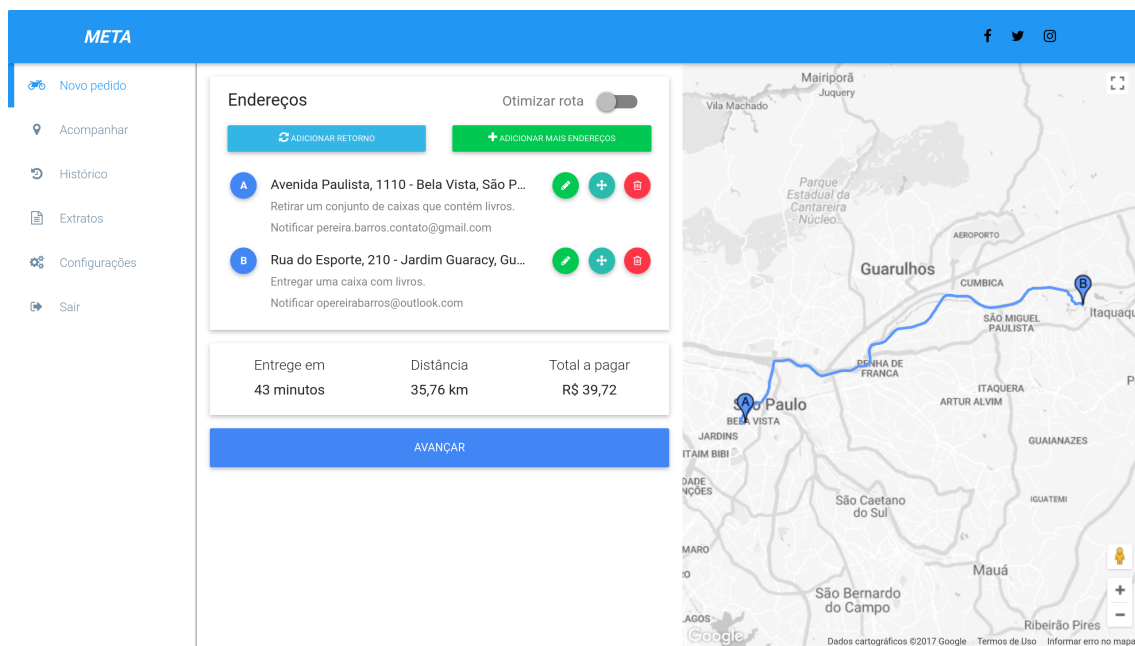 META
Novo pedido
Acompanhar
Histórico
Extratos
Configurações
Sair
Endereços
Otimizar rota
ADICIONAR RETORNO
ADICIONAR MAIS ENDEREÇOS
A
Avenida Paulista, 1110 - Bela Vista, São P...
Retirar um conjunto de caixas que contém livros.
Notificar pereira.barros.contato@gmail.com
B
Rua do Esporte, 210 - Jardim Guaracy, Gu...
Entregar uma caixa com livros.
Notificar opereirabarros@outlook.com
Entrege em
43 minutos
Distância
35,76 km
Total a pagar
R$ 39,72
AVANÇAR
Mairiporã
Juquery
Vila Machado
Parque
Estadual da
Cantareira
- Núcleo...
AEROPORTO
Guarulhos
CUMBICA
B
Itaquaqu
SÃO MIGUEL
PAULISTA
PENHA DE
FRANCA
ITAQUERA
ARTUR ALVIM
P
A
São Paulo
BELA VISTA
JARDINS
ITAIM BIBI
GUAIANAZES
DADE
NÇÕES
São Caetano
do Sul
IGUATEMI
MARO
Mauá
São Bernardo
do Campo
LAGOS
Ribeirão Pires
Google
Dados cartográficos ©2017 Google
Termos de Uso
Informar erro no mapa